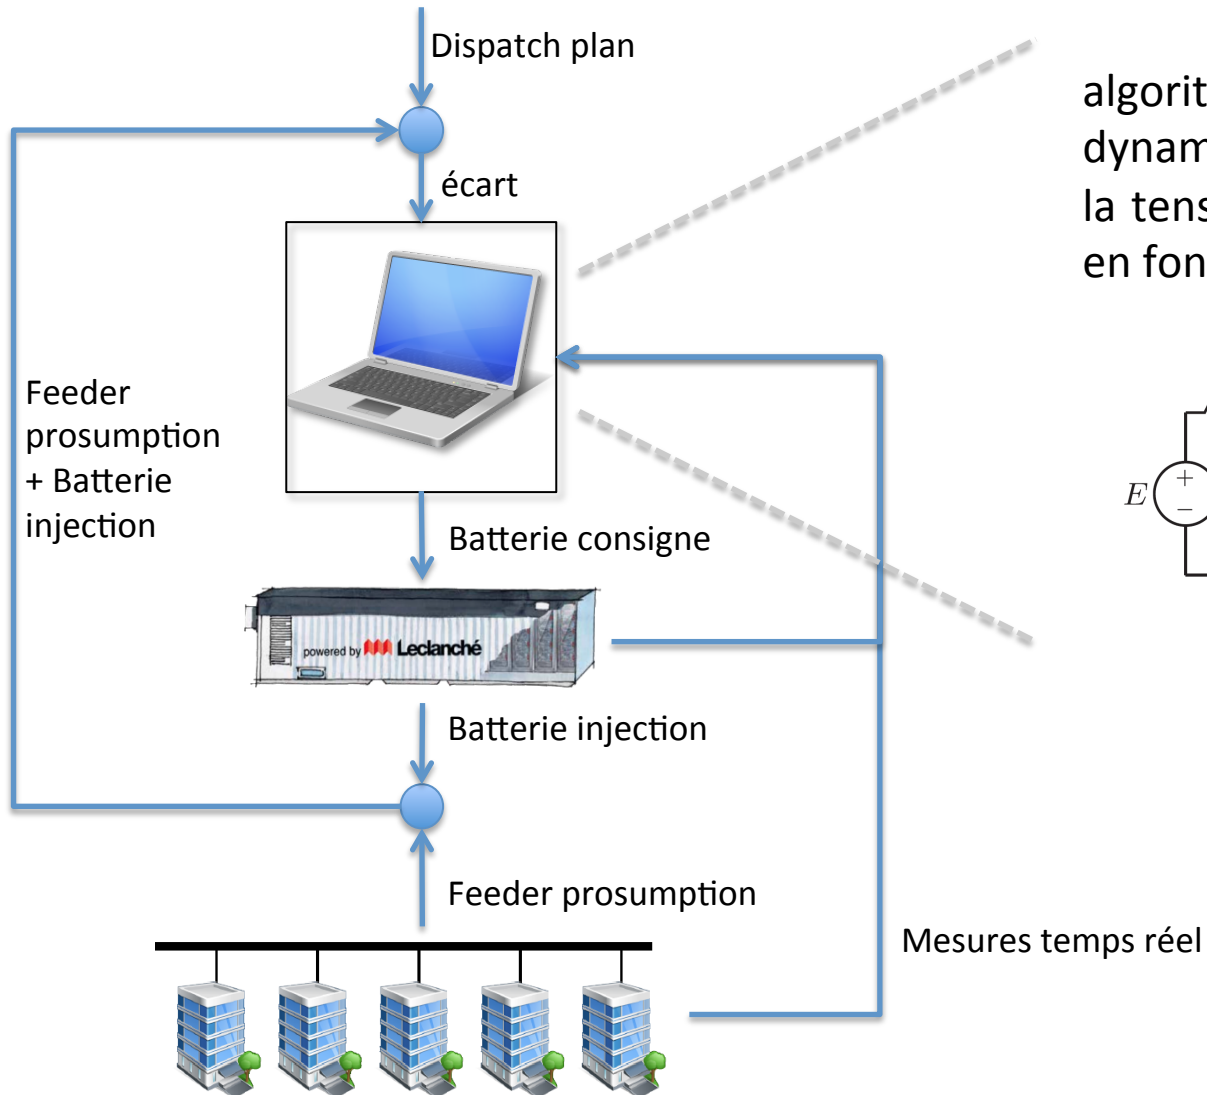 Dispatch plan
écart
Feeder
prosumption
+ Batterie
injection
Batterie consigne
powered by Leclanché
Batterie injection
Feeder prosumption
Mesures temps réel
algorit
dynam
la tens
en fon
E
+
−